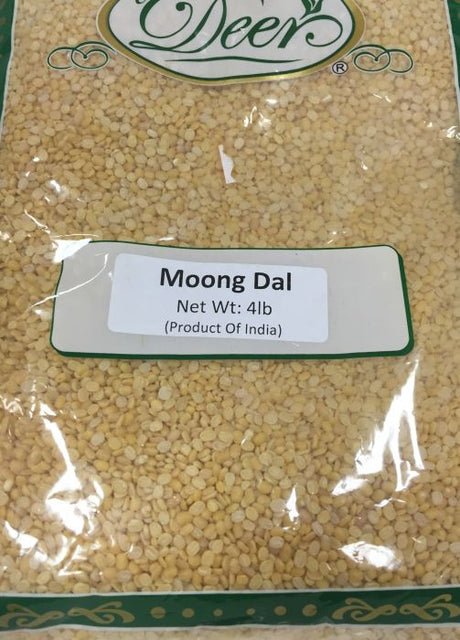 Deer
®
Moong Dal
Net Wt: 4lb
(Product Of India)